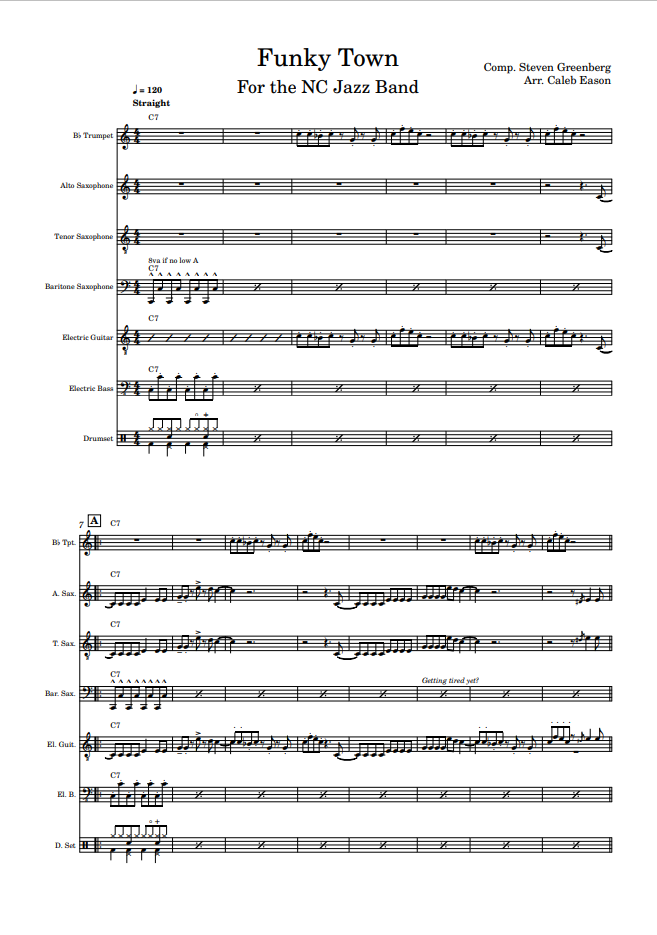 Funky Town
For the NC Jazz Band
Comp. Steven Greenberg
Arr. Caleb Eason
♩ = 120
Straight
C7
B♭ Trumpet
Alto Saxophone
Tenor Saxophone
8va if no low A
C7
Baritone Saxophone
C7
Electric Guitar
C7
Electric Bass
Drumset
7 A C7
B♭ Tpt.
C7
A. Sax.
C7
T. Sax.
C7 Getting tired yet?
Bar. Sax.
C7
El. Guit.
C7
El. B.
D. Set